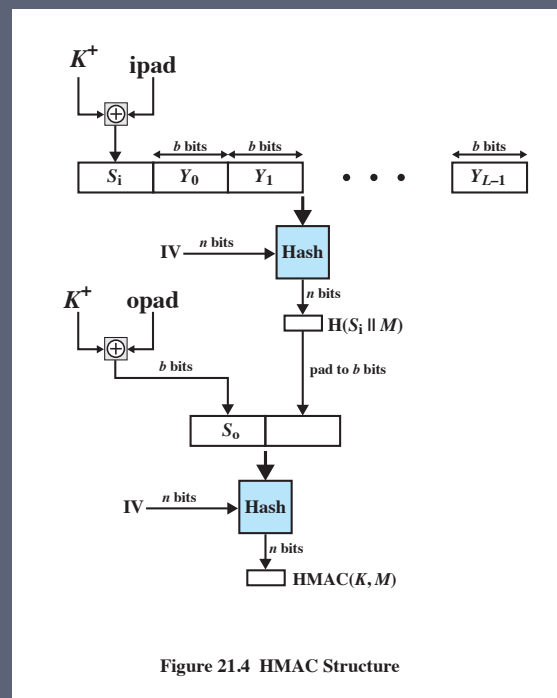 K+ ipad
b bits b bits b bits
Si Y0 Y1 • • • YL–1
IV n bits Hash
n bits
K+ opad
H(Si || M)
b bits
pad to b bits
So
IV n bits Hash
n bits
HMAC(K, M)
Figure 21.4 HMAC Structure